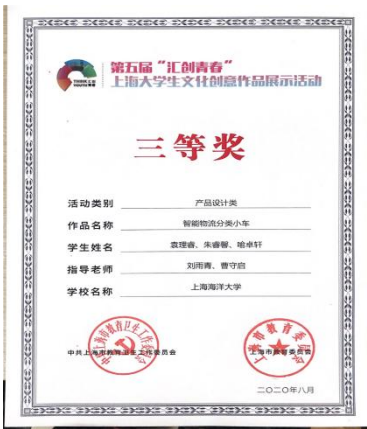 第五届“汇创青春”
上海大学生文化创意作品展示活动
三等奖
活动类别 产品设计类
作品名称 智能物流分类小车
学生姓名 袁理睿、朱睿馨、哈卓轩
指导老师 刘雨青、曹守启
学校名称 上海海洋大学
中共上海市教育卫生工作委员会 上海市教育委员会
二〇二〇年八月